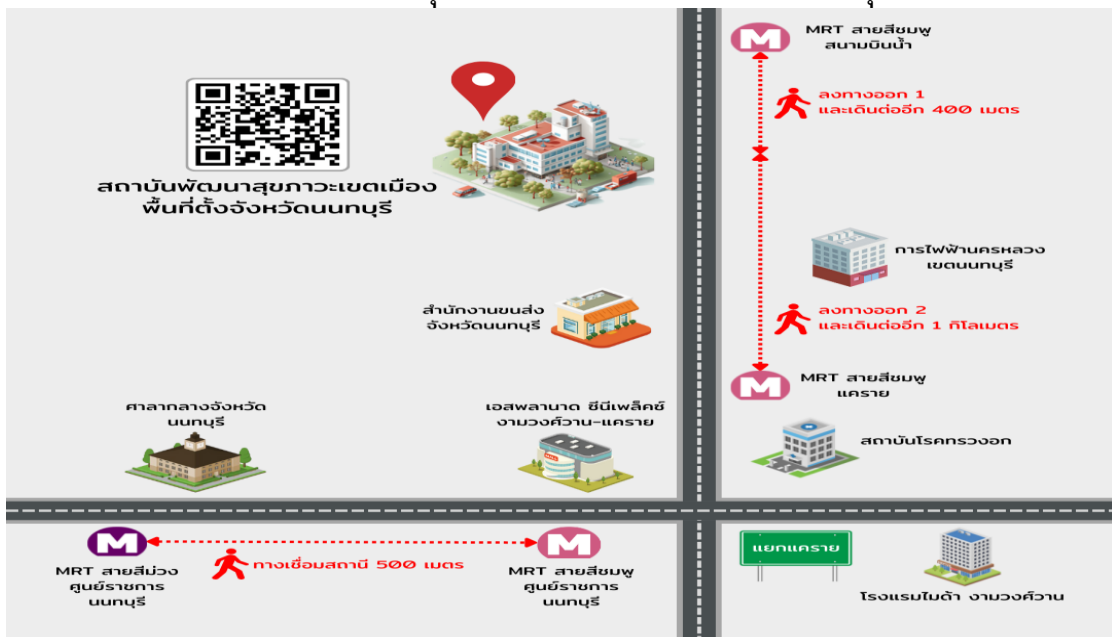 MRT สายสีชมพู
สนามบินน้ำ
ลงทางออก 1
และเดินต่ออีก 400 เมตร
สถาบันพัฒนาสุขภาวะเขตเมือง
พื้นที่ตั้งจังหวัดนนทบุรี
การไฟฟ้านครหลวง
เขตนนทบุรี
สำนักงานขนส่ง
จังหวัดนนทบุรี
ลงทางออก 2
และเดินต่ออีก 1 กิโลเมตร
MRT สายสีชมพู
แคราย
ศาลากลางจังหวัด
นนทบุรี
เอสพลานาด ซีนีเพล็คซ์
งามวงศ์วาน-แคราย
สถาบันโรคทรวงอก
ทางเชื่อมสถานี 500 เมตร
MRT สายสีม่วง
ศูนย์ราชการ
นนทบุรี
MRT สายสีชมพู
ศูนย์ราชการ
นนทบุรี
แยกแคราย
โรงแรมไมด้า งามวงศ์วาน